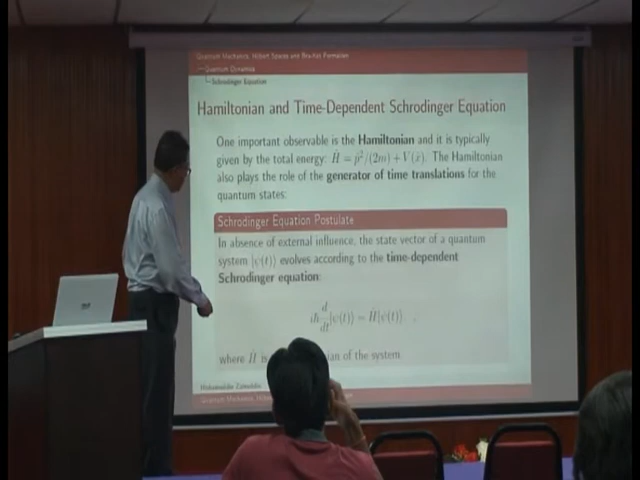 Quantum Mechanics, Hilbert Spaces and Bra-Ket Formalism
Quantum Dynamics
Schrodinger Equation
Hamiltonian and Time-Dependent Schrodinger Equation
One important observable is the Hamiltonian and it is typically
given by the total energy: Ĥ = p̂²/(2m) + V(x̂). The Hamiltonian
also plays the role of the generator of time translations for the
quantum states:
Schrodinger Equation Postulate
In absence of external influence, the state vector of a quantum
system |ψ(t)⟩ evolves according to the time-dependent
Schrodinger equation:
iℏ d/dt |ψ(t)⟩ = Ĥ|ψ(t)⟩ .
where Ĥ is of the system.
Quantum Mechanics,